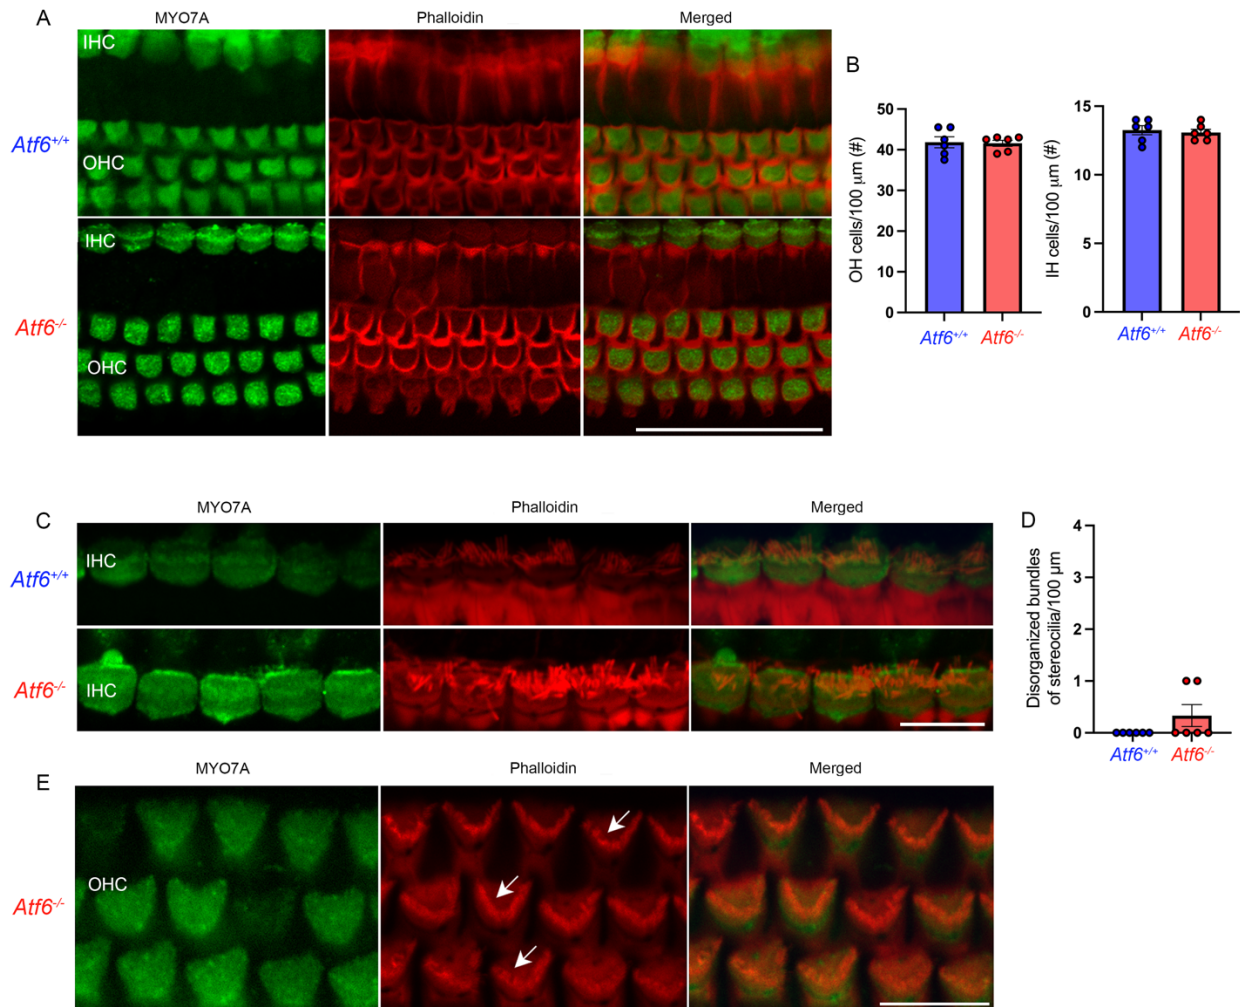 A
MYO7A
Phalloidin
Merged
IHC
Atf6+/+
OHC
IHC
Atf6-/-
OHC
B
50
40
30
20
10
0
OH cells/100 μm (#)
Atf6+/+ Atf6-/-
15
10
5
0
IH cells/100 μm (#)
Atf6+/+ Atf6-/-
C
MYO7A
Phalloidin
Merged
IHC
Atf6+/+
IHC
Atf6-/-
D
4
3
2
1
0
Disorganized bundles
of stereocilia/100 μm
Atf6+/+ Atf6-/-
E
MYO7A
Phalloidin
Merged
OHC
Atf6-/-